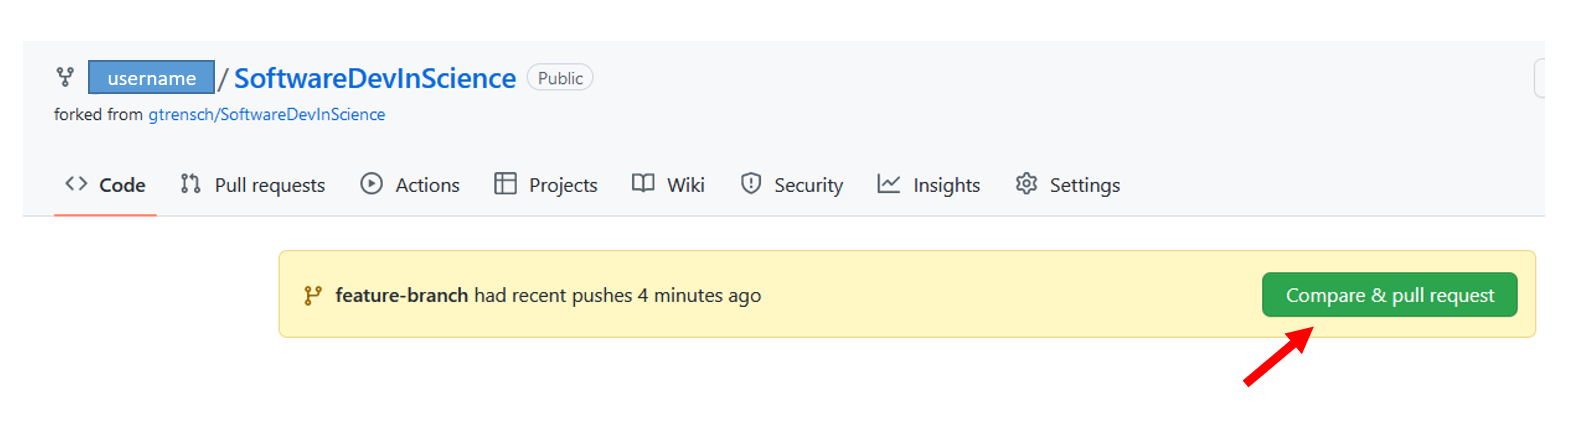 username / SoftwareDevInScience Public
forked from gtrensch/SoftwareDevInScience
Code Pull requests Actions Projects Wiki Security Insights Settings
feature-branch had recent pushes 4 minutes ago Compare & pull request